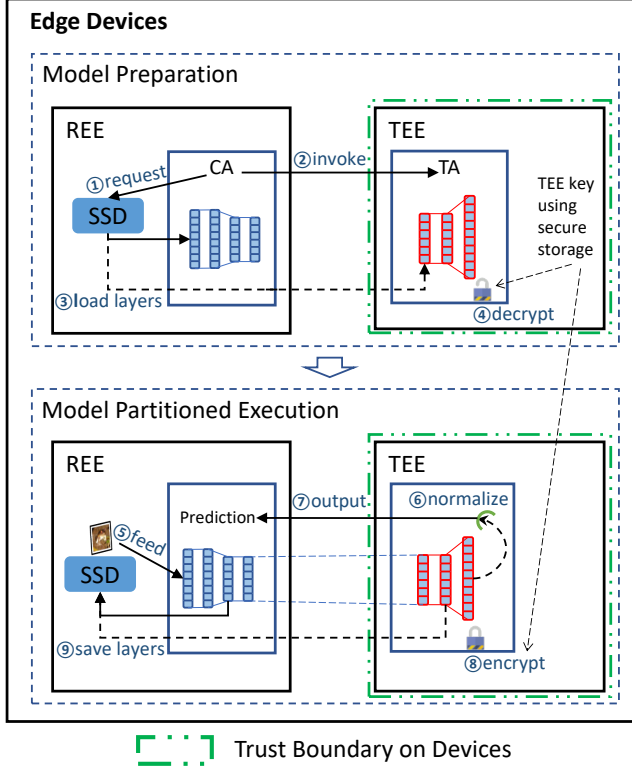 Edge Devices
Model Preparation
REE
TEE
CA
②invoke
TA
①request
SSD
TEE key
using
secure
storage
③load layers
④decrypt
Model Partitioned Execution
REE
TEE
⑦output
⑥normalize
Prediction
⑤feed
SSD
⑨save layers
⑧encrypt
Trust Boundary on Devices